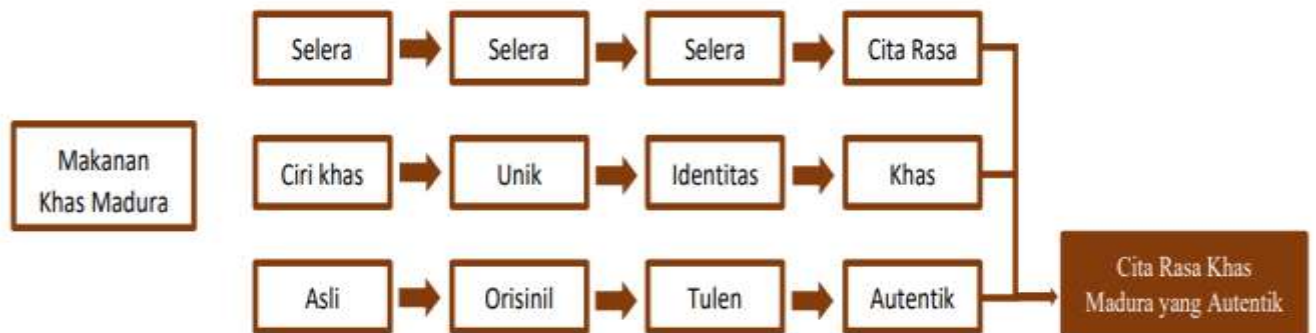 Selera
Selera
Selera
Cita Rasa
Makanan
Khas Madura
Ciri khas
Unik
Identitas
Khas
Asli
Orisinil
Tulen
Autentik
Cita Rasa Khas
Madura yang Autentik